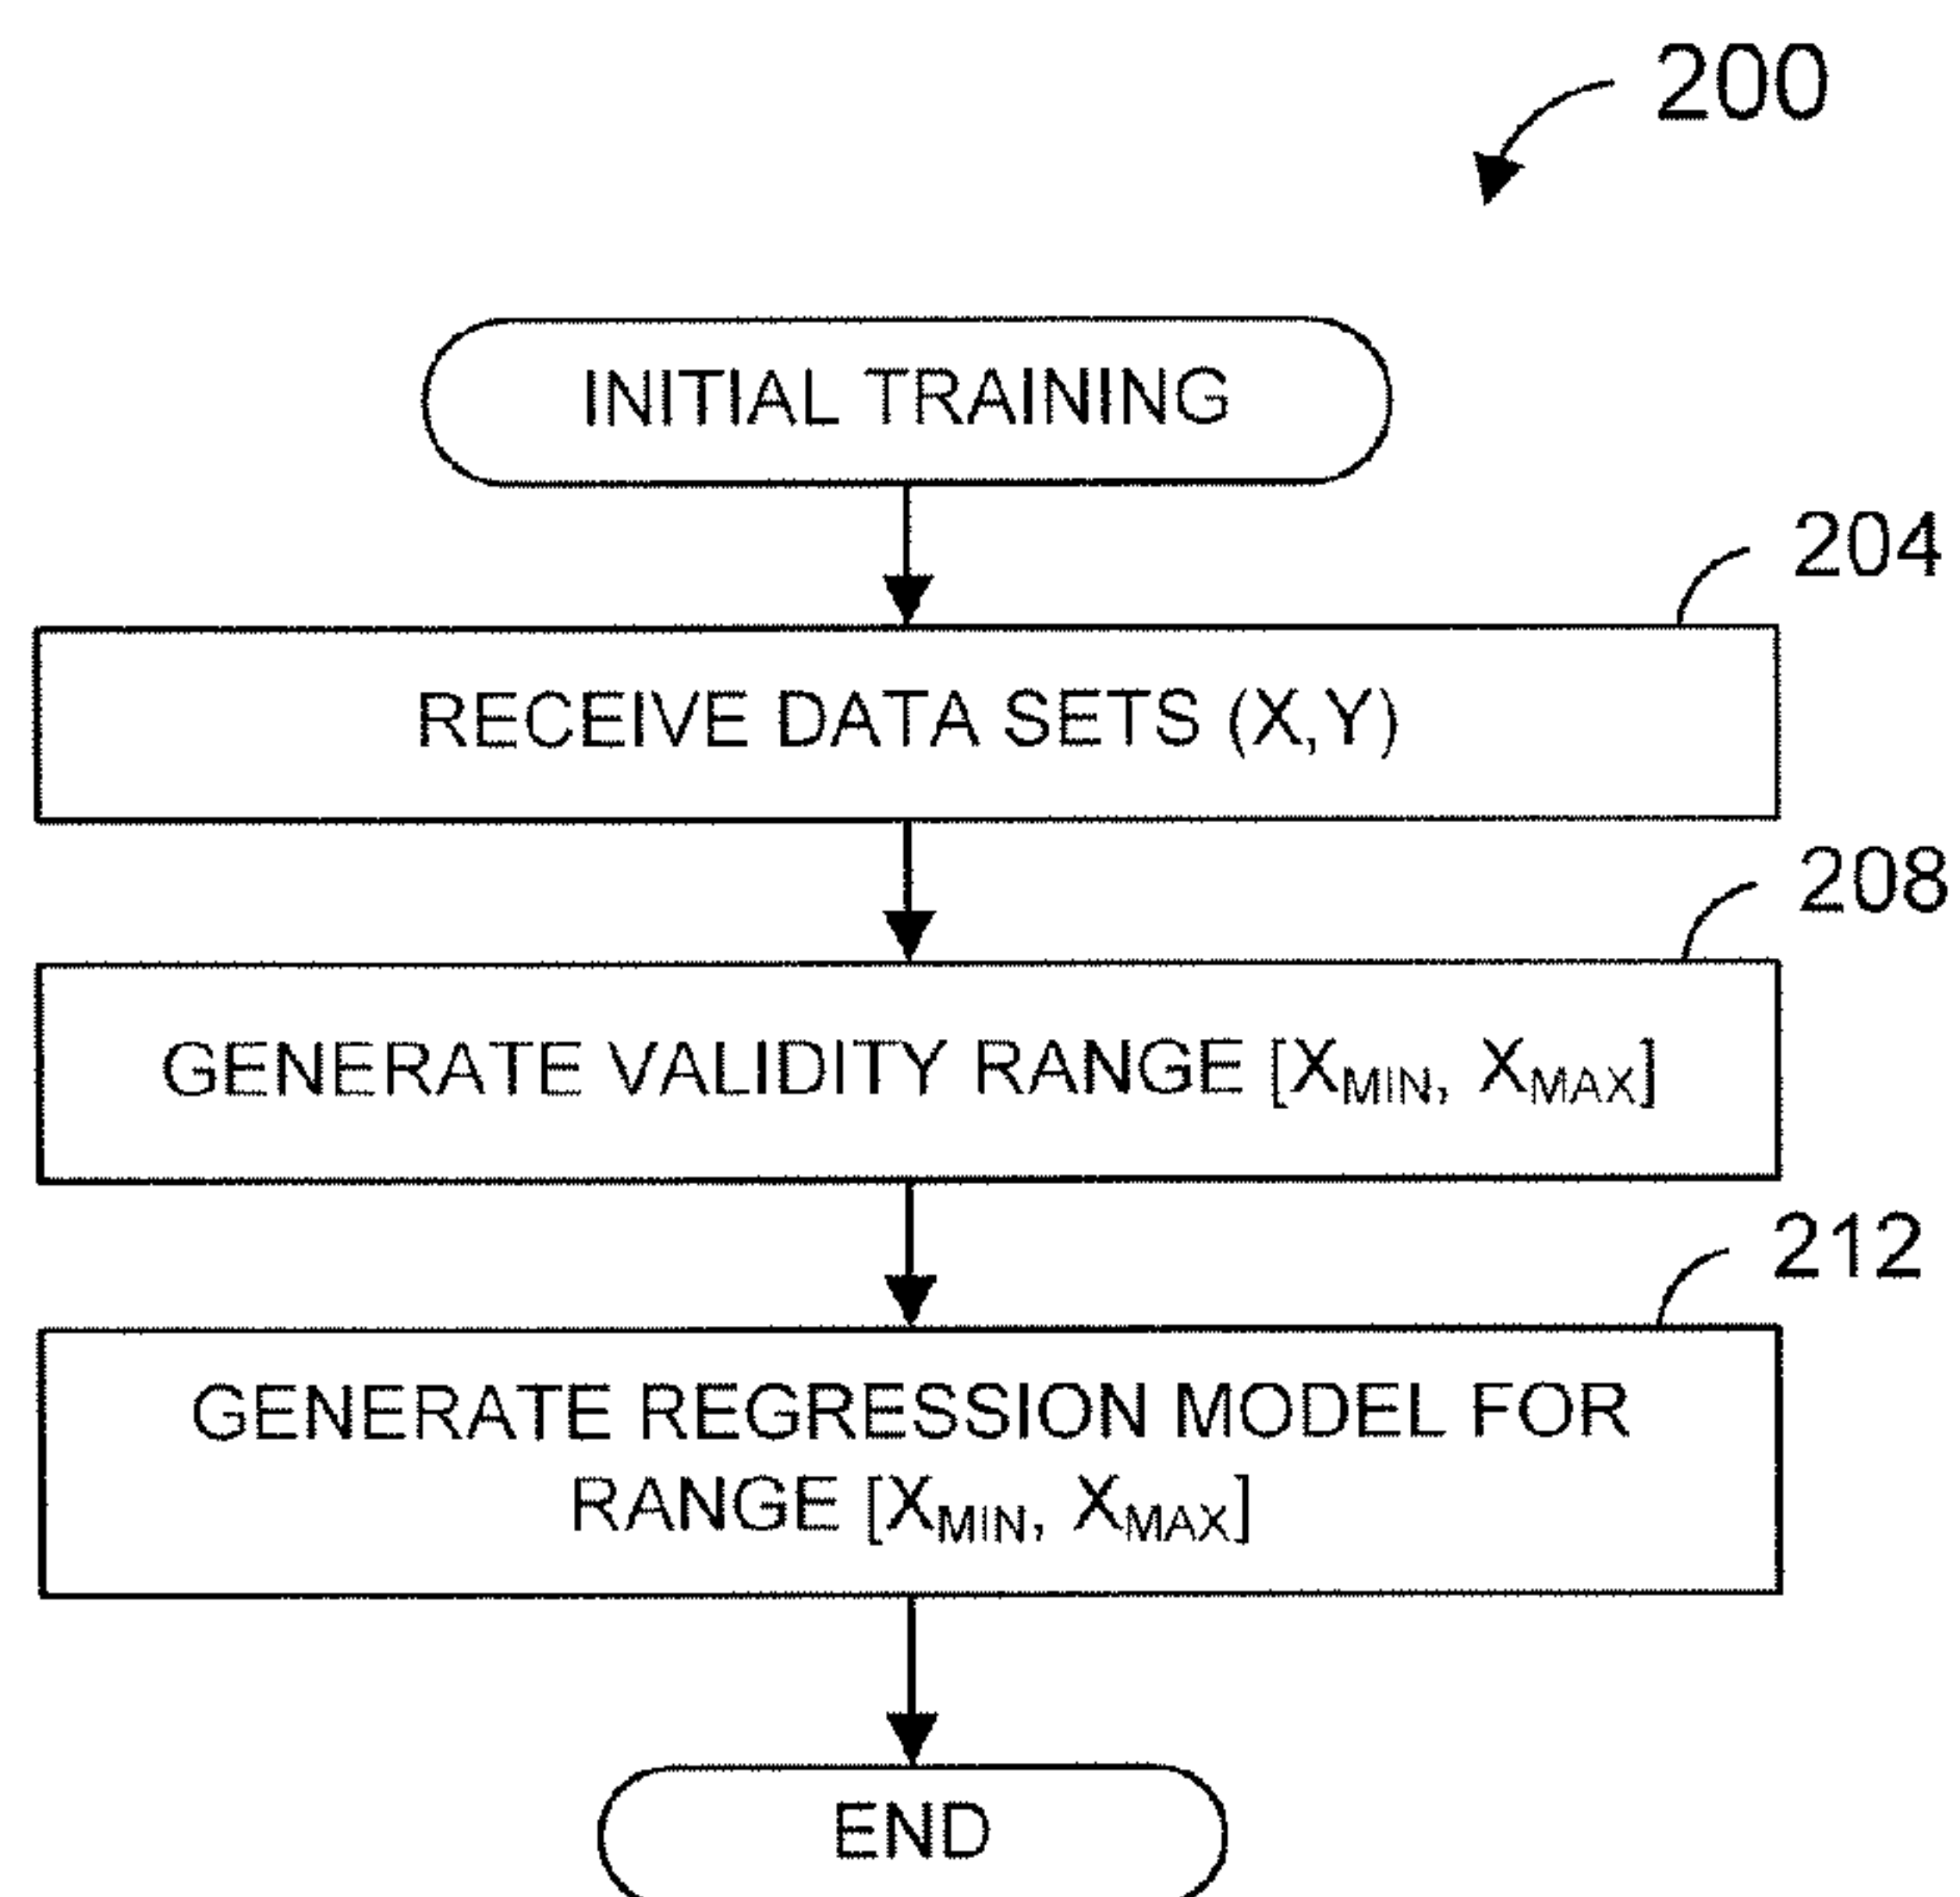 200
INITIAL TRAINING
204
RECEIVE DATA SETS (X,Y)
208
GENERATE VALIDITY RANGE [XMIN, XMAX]
212
GENERATE REGRESSION MODEL FOR
RANGE [XMIN, XMAX]
END